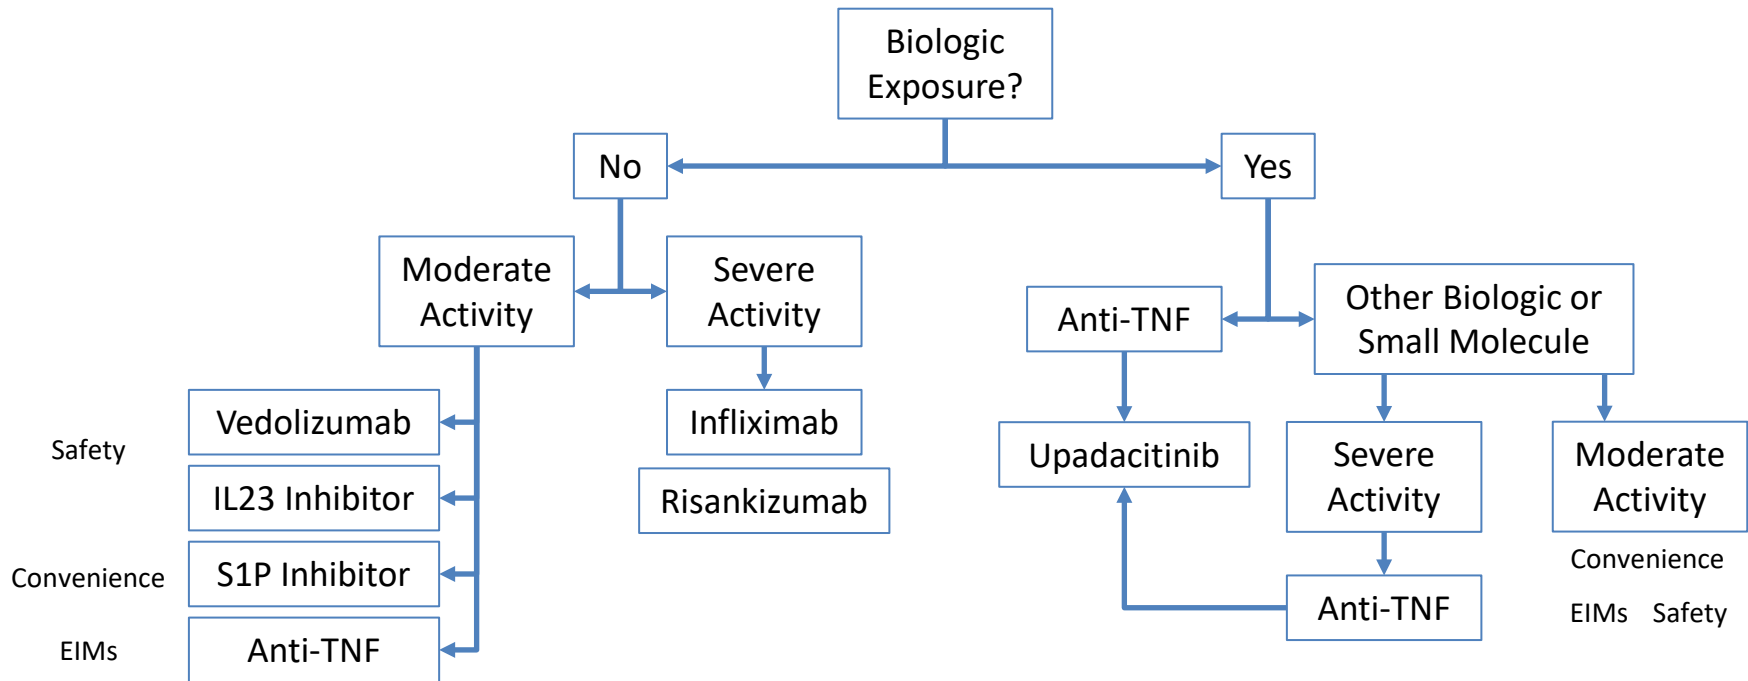 Biologic
Exposure?
No
Yes
Moderate
Activity
Severe
Activity
Anti-TNF
Other Biologic or
Small Molecule
Safety
Vedolizumab
IL23 Inhibitor
Convenience
S1P Inhibitor
EIMs
Anti-TNF
Infliximab
Risankizumab
Upadacitinib
Severe
Activity
Anti-TNF
Moderate
Activity
Convenience
EIMs Safety